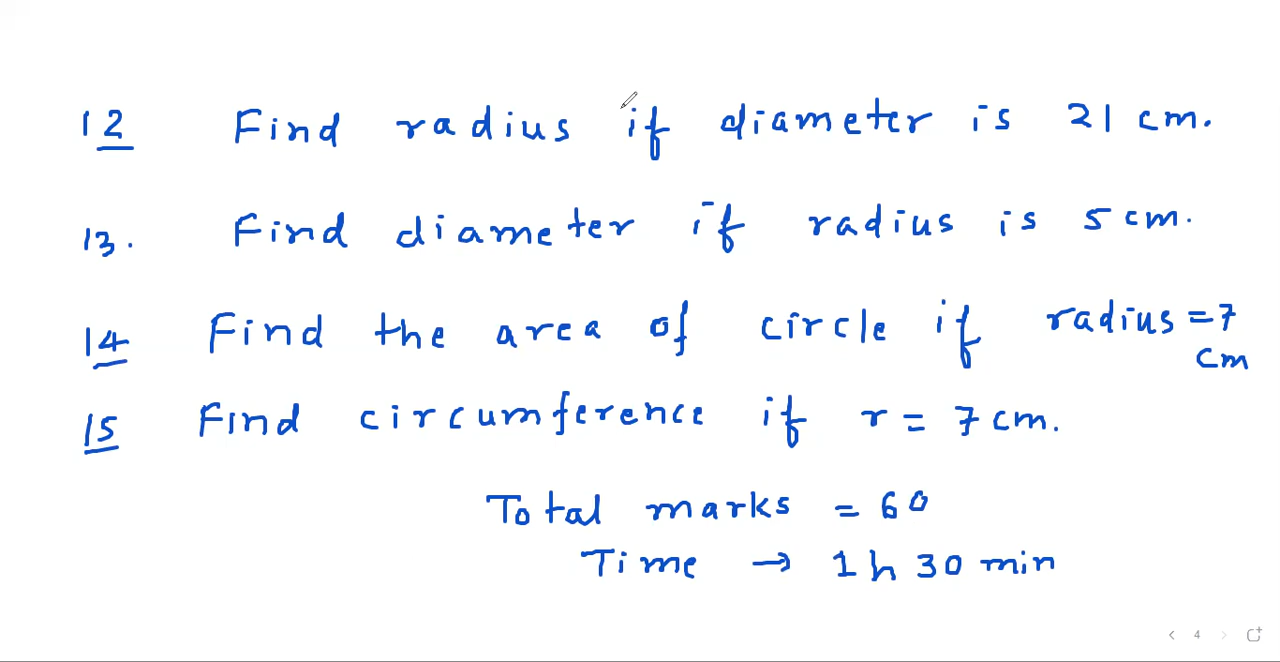 12 Find radius if diameter is 21 cm.
13. Find diameter if radius is 5 cm.
14 Find the area of circle if radius = 7
cm
15 Find circumference if r = 7 cm.
Total marks = 60
Time → 1 h 30 min
< 4 >